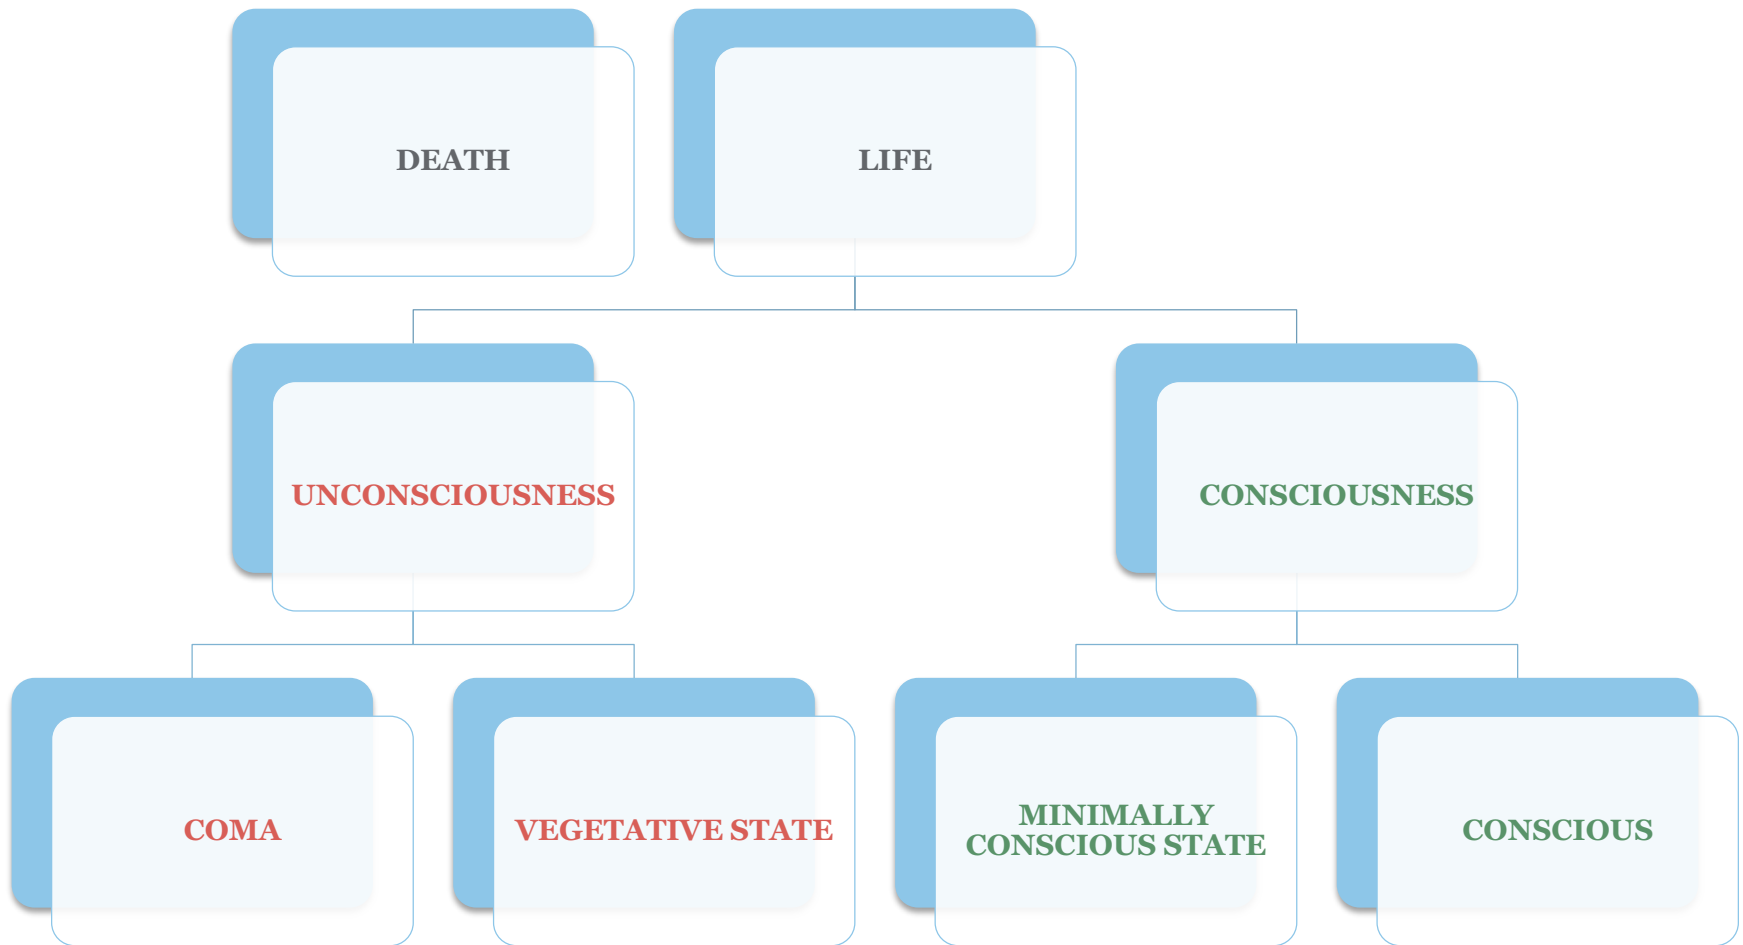 DEATH
LIFE
UNCONSCIOUSNESS
CONSCIOUSNESS
COMA
VEGETATIVE STATE
MINIMALLY
CONSCIOUS STATE
CONSCIOUS